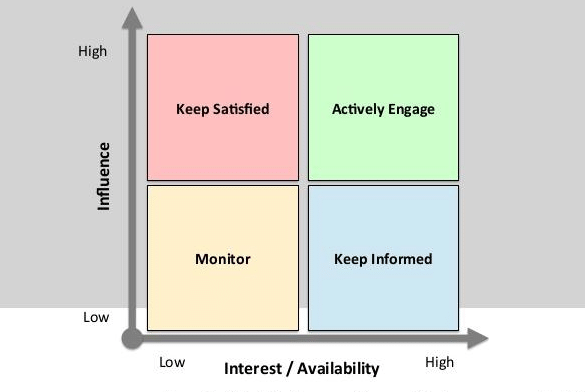 High
Keep Satisfied
Actively Engage
Influence
Monitor
Keep Informed
Low
Low
High
Interest / Availability